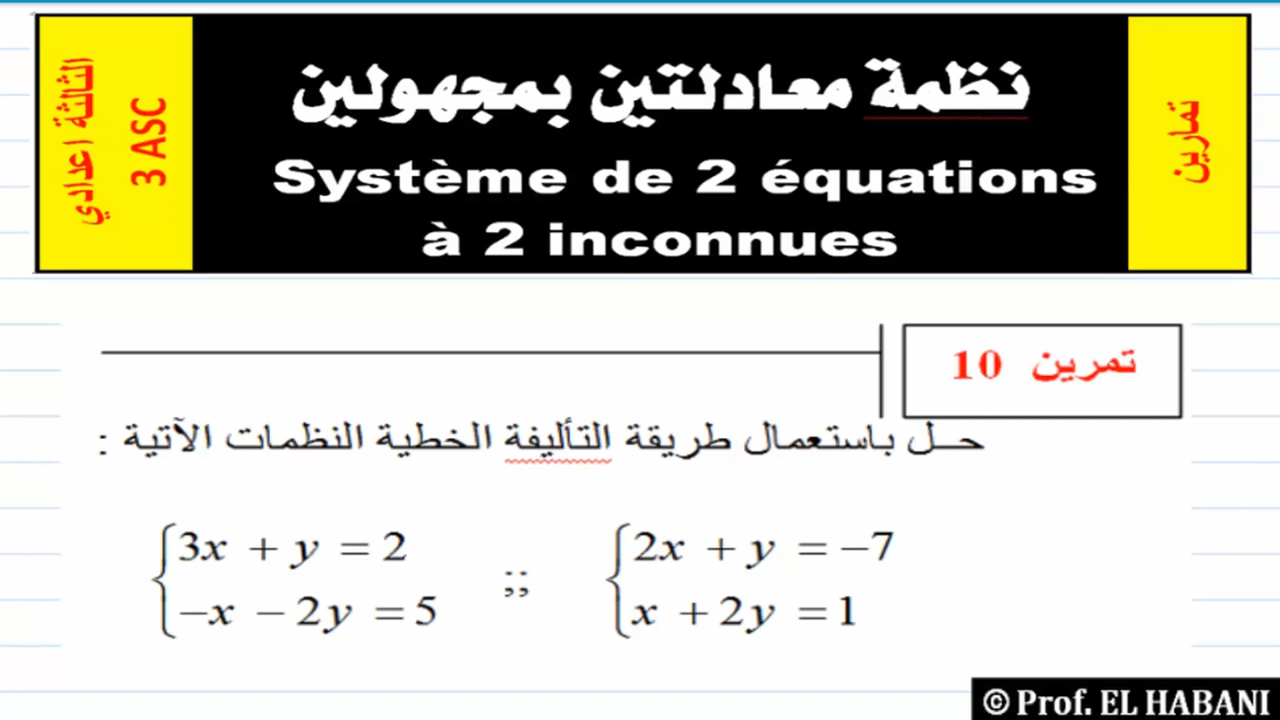 الثالثة اعدادي
3 ASC
نظمة معادلتين بمجهولين
Système de 2 équations
à 2 inconnues
تمارين
تمرين 10
حـل باستعمال طريقة التأليفة الخطية النظمات الآتية :
{3x + y = 2 ;; {2x + y = −7
−x − 2y = 5 x + 2y = 1
© Prof. EL HABANI